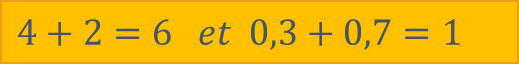 4 + 2 = 6 et 0,3 + 0,7 = 1